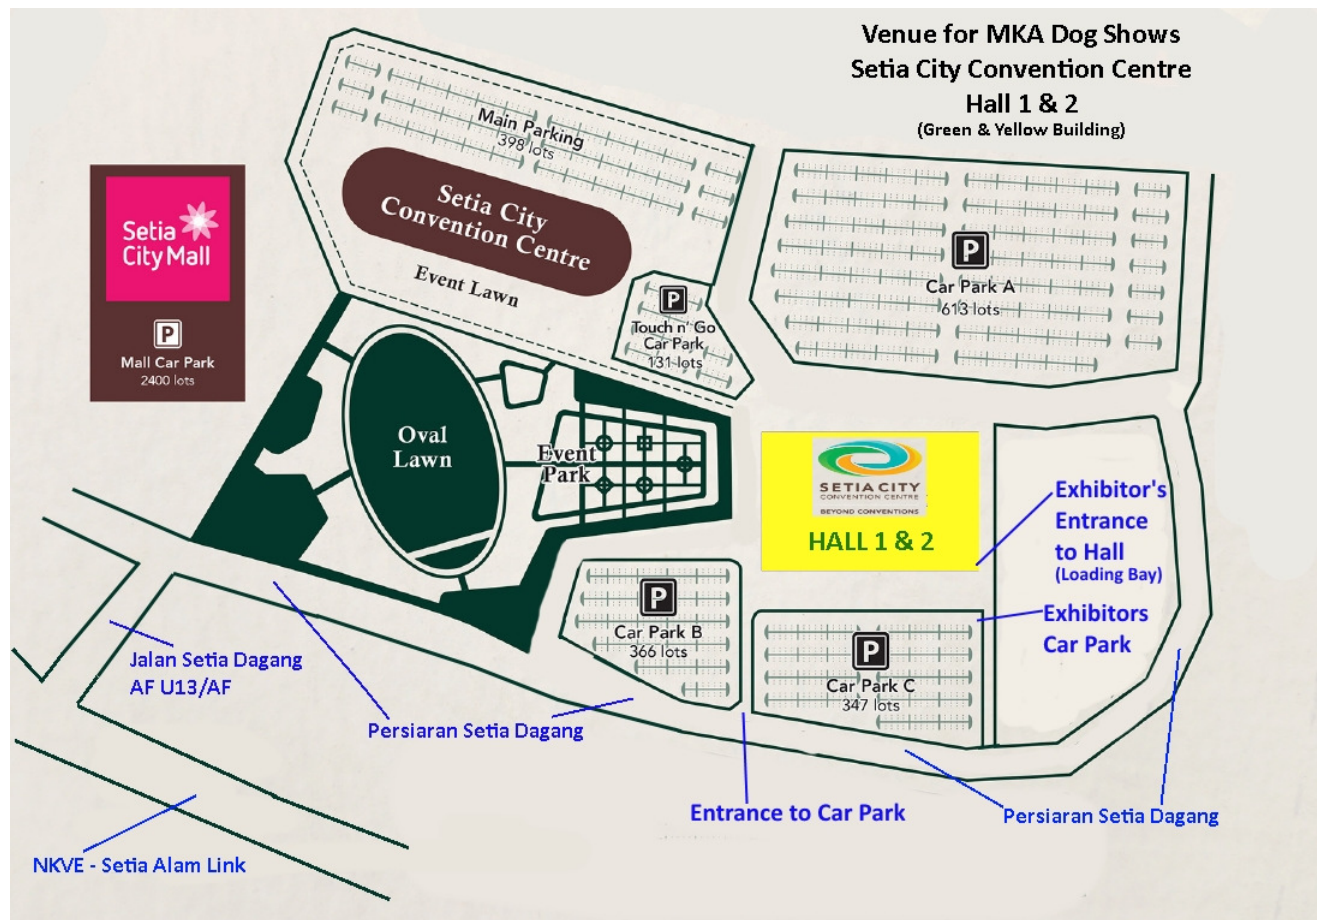 Venue for MKA Dog Shows
Setia City Convention Centre
Hall 1 & 2
(Green & Yellow Building)
Main Parking
398 lots
Setia City
Convention Centre
Event Lawn
Setia
City Mall
P
Mall Car Park
2400 lots
P
Touch n' Go
Car Park
131 lots
P
Car Park A
613 lots
Oval
Lawn
Event
Park
SETIA CITY
CONVENTION CENTRE
BEYOND CONVENTIONS
HALL 1 & 2
Exhibitor's
Entrance
to Hall
(Loading Bay)
Exhibitors
Car Park
P
Car Park B
366 lots
P
Car Park C
347 lots
Jalan Setia Dagang
AF U13/AF
Persiaran Setia Dagang
Entrance to Car Park
Persiaran Setia Dagang
NKVE - Setia Alam Link